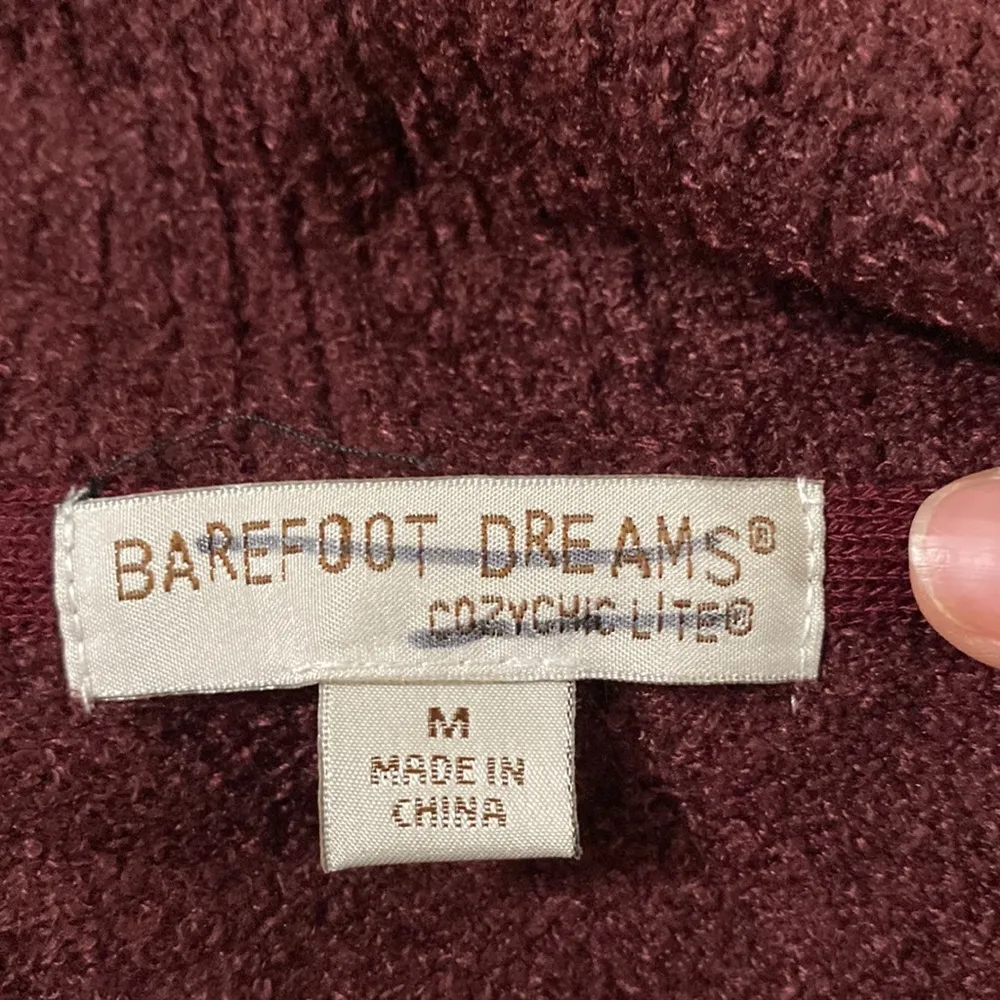 BAREFOOT DREAMS®
COZYCHIC LITE®
M
MADE IN
CHINA